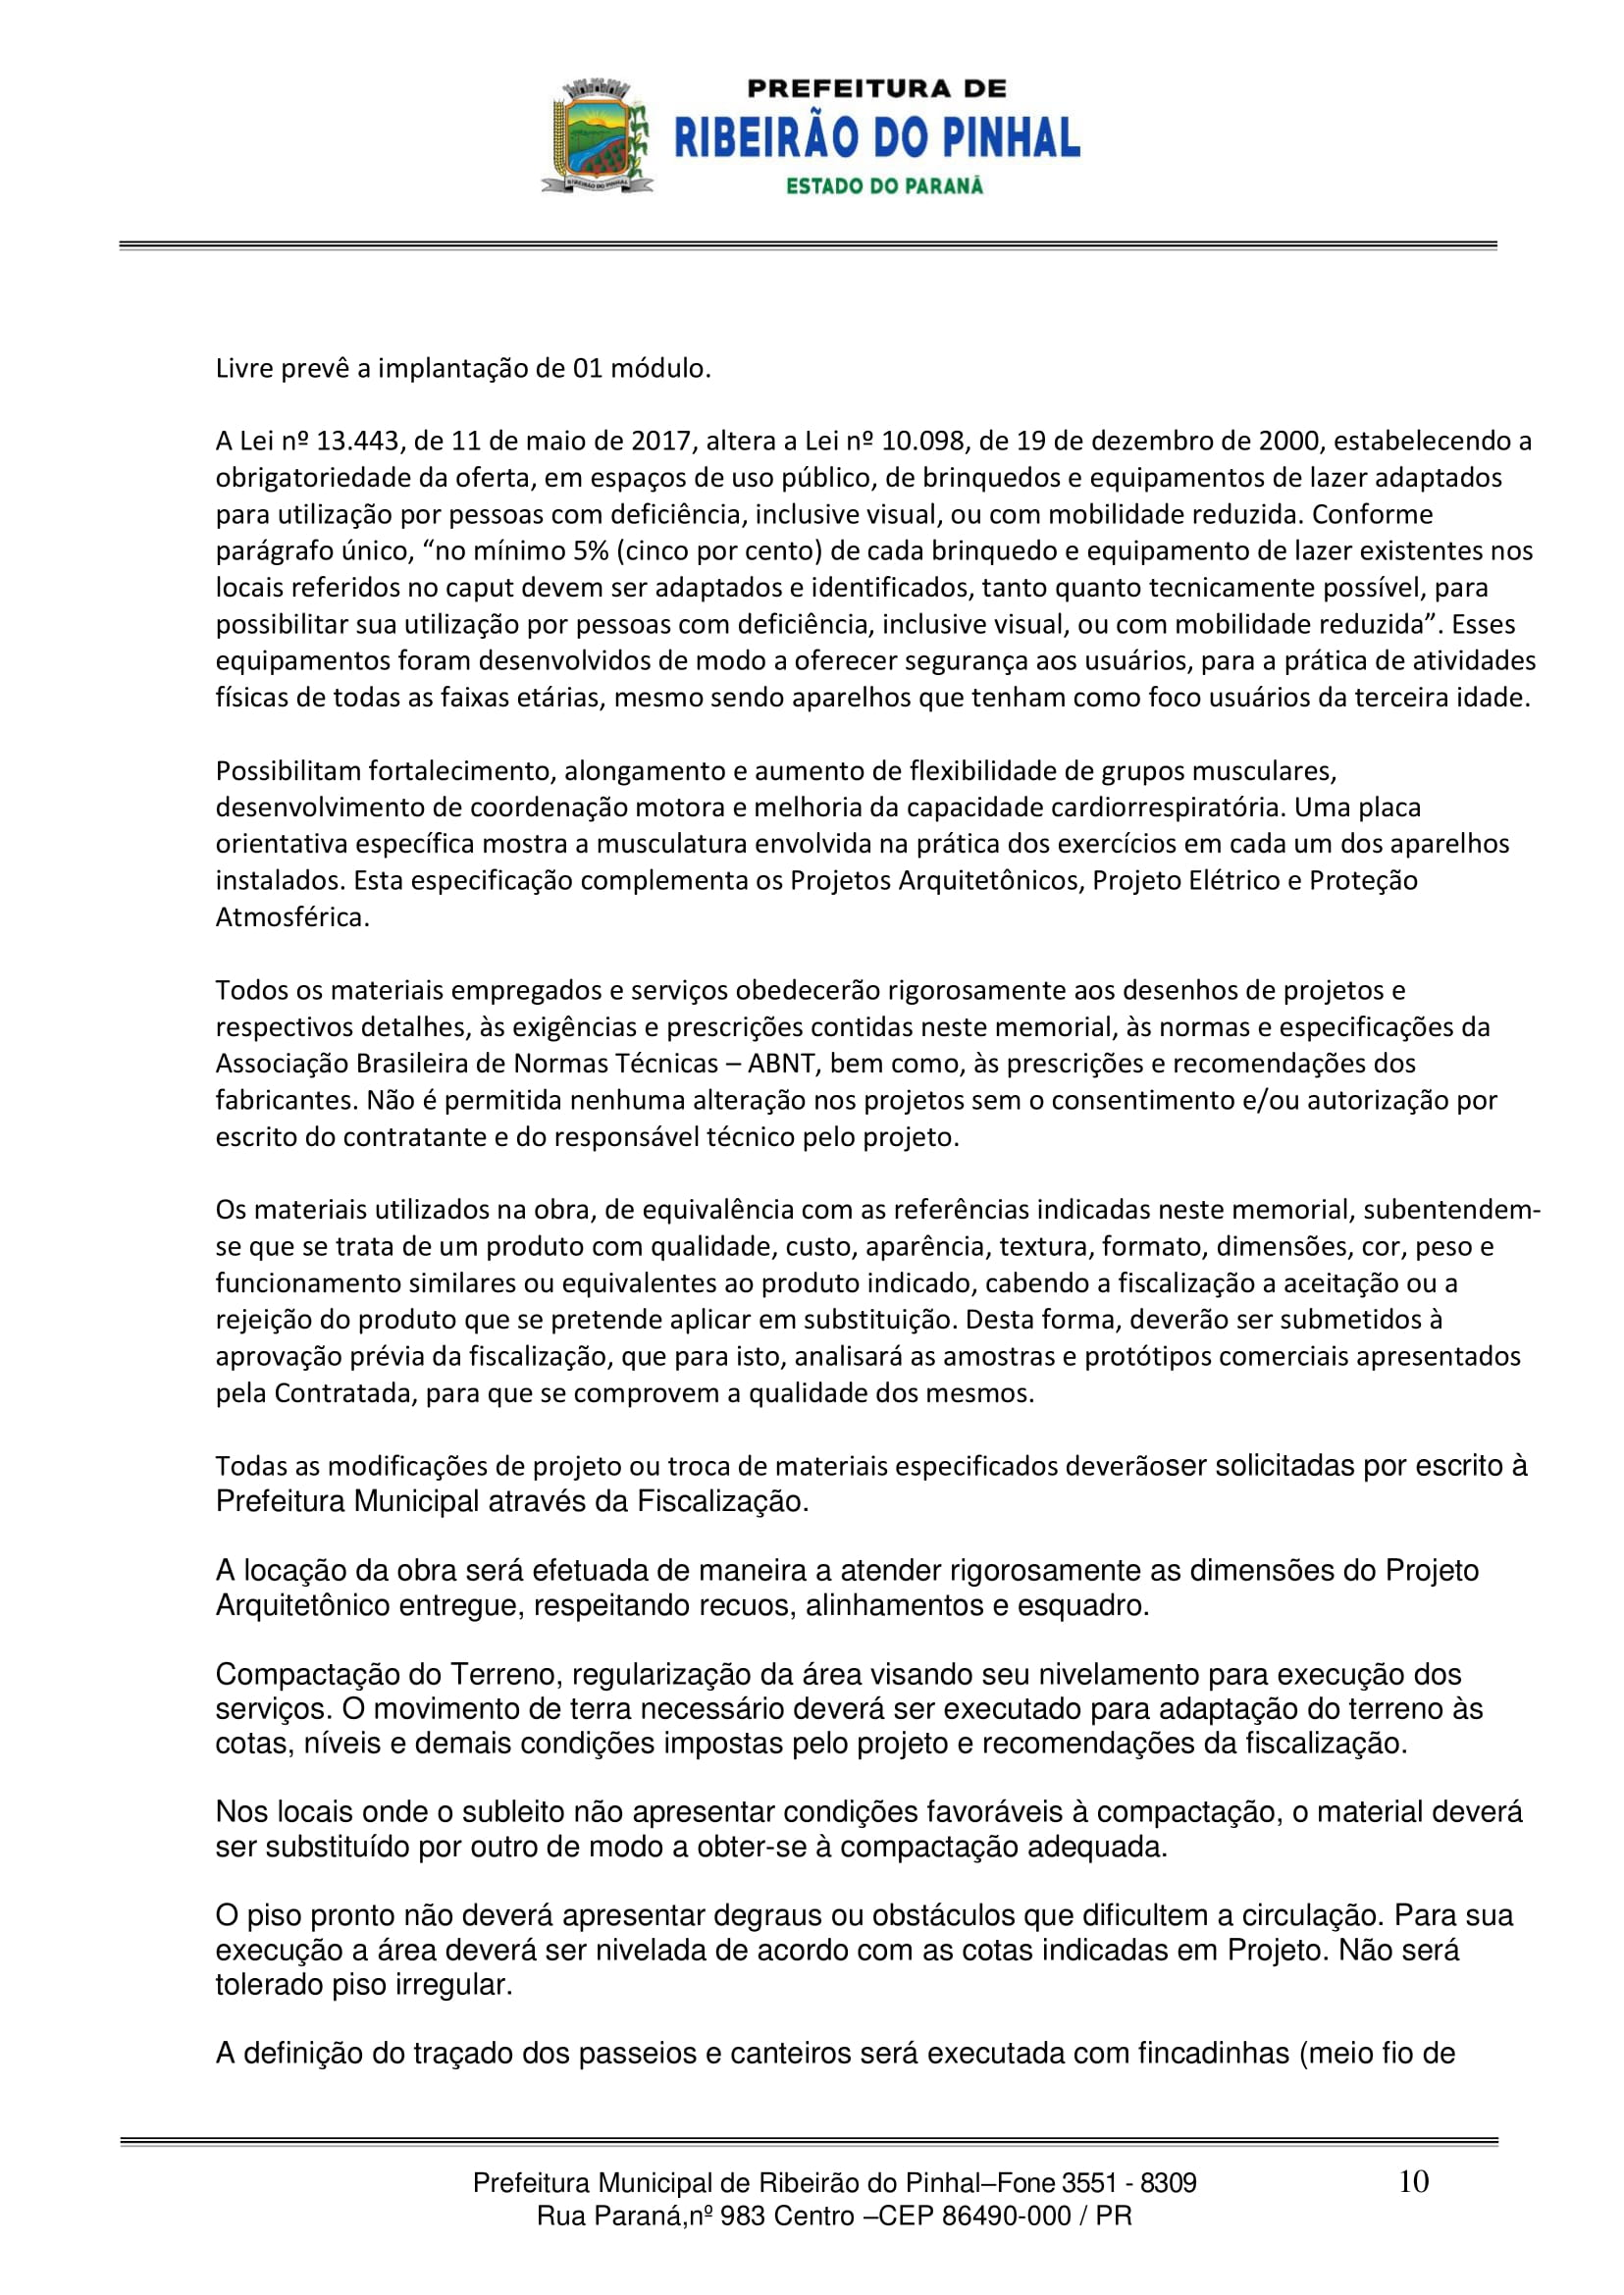 PREFEITURA DE
RIBEIRÃO DO PINHAL
ESTADO DO PARANÁ
RIBEIRÃO DO PINHAL
Livre prevê a implantação de 01 módulo.
A Lei nº 13.443, de 11 de maio de 2017, altera a Lei nº 10.098, de 19 de dezembro de 2000, estabelecendo a
obrigatoriedade da oferta, em espaços de uso público, de brinquedos e equipamentos de lazer adaptados
para utilização por pessoas com deficiência, inclusive visual, ou com mobilidade reduzida. Conforme
parágrafo único, “no mínimo 5% (cinco por cento) de cada brinquedo e equipamento de lazer existentes nos
locais referidos no caput devem ser adaptados e identificados, tanto quanto tecnicamente possível, para
possibilitar sua utilização por pessoas com deficiência, inclusive visual, ou com mobilidade reduzida”. Esses
equipamentos foram desenvolvidos de modo a oferecer segurança aos usuários, para a prática de atividades
físicas de todas as faixas etárias, mesmo sendo aparelhos que tenham como foco usuários da terceira idade.
Possibilitam fortalecimento, alongamento e aumento de flexibilidade de grupos musculares,
desenvolvimento de coordenação motora e melhoria da capacidade cardiorrespiratória. Uma placa
orientativa específica mostra a musculatura envolvida na prática dos exercícios em cada um dos aparelhos
instalados. Esta especificação complementa os Projetos Arquitetônicos, Projeto Elétrico e Proteção
Atmosférica.
Todos os materiais empregados e serviços obedecerão rigorosamente aos desenhos de projetos e
respectivos detalhes, às exigências e prescrições contidas neste memorial, às normas e especificações da
Associação Brasileira de Normas Técnicas – ABNT, bem como, às prescrições e recomendações dos
fabricantes. Não é permitida nenhuma alteração nos projetos sem o consentimento e/ou autorização por
escrito do contratante e do responsável técnico pelo projeto.
Os materiais utilizados na obra, de equivalência com as referências indicadas neste memorial, subentendem-
se que se trata de um produto com qualidade, custo, aparência, textura, formato, dimensões, cor, peso e
funcionamento similares ou equivalentes ao produto indicado, cabendo a fiscalização a aceitação ou a
rejeição do produto que se pretende aplicar em substituição. Desta forma, deverão ser submetidos à
aprovação prévia da fiscalização, que para isto, analisará as amostras e protótipos comerciais apresentados
pela Contratada, para que se comprovem a qualidade dos mesmos.
Todas as modificações de projeto ou troca de materiais especificados deverãoser solicitadas por escrito à
Prefeitura Municipal através da Fiscalização.
A locação da obra será efetuada de maneira a atender rigorosamente as dimensões do Projeto
Arquitetônico entregue, respeitando recuos, alinhamentos e esquadro.
Compactação do Terreno, regularização da área visando seu nivelamento para execução dos
serviços. O movimento de terra necessário deverá ser executado para adaptação do terreno às
cotas, níveis e demais condições impostas pelo projeto e recomendações da fiscalização.
Nos locais onde o subleito não apresentar condições favoráveis à compactação, o material deverá
ser substituído por outro de modo a obter-se à compactação adequada.
O piso pronto não deverá apresentar degraus ou obstáculos que dificultem a circulação. Para sua
execução a área deverá ser nivelada de acordo com as cotas indicadas em Projeto. Não será
tolerado piso irregular.
A definição do traçado dos passeios e canteiros será executada com fincadinhas (meio fio de
Prefeitura Municipal de Ribeirão do Pinhal–Fone 3551 - 8309
10
Rua Paraná,nº 983 Centro –CEP 86490-000 / PR